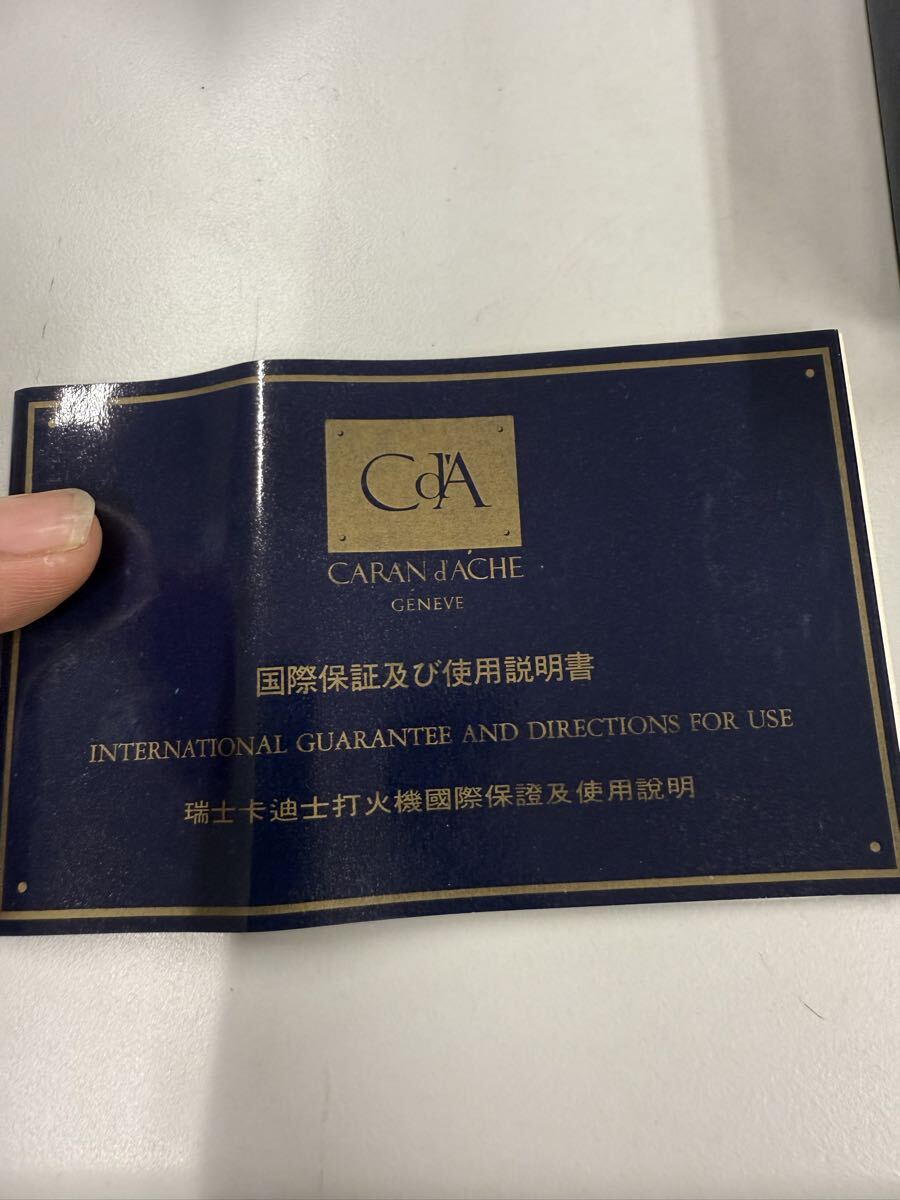 Cd'A
CARAN d'ACHE
GENEVE
国際保証及び使用説明書
INTERNATIONAL GUARANTEE AND DIRECTIONS FOR USE
瑞士卡迪士打火機國際保證及使用說明